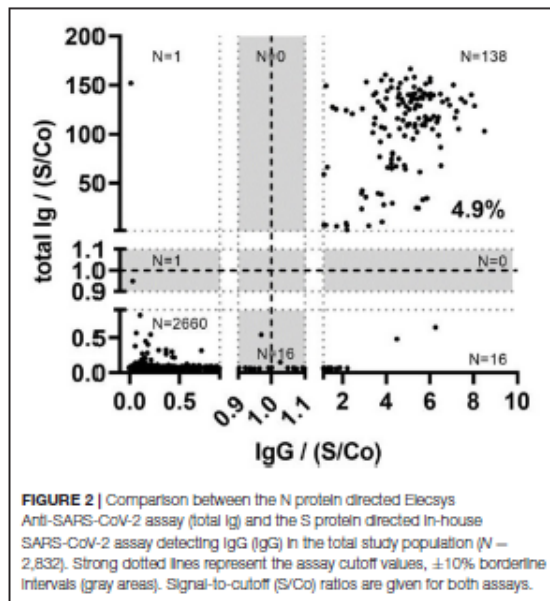 200
150
100
50
total Ig / (S/Co)
N=1
N=0
N=138
4.9%
1.1
1.0
0.9
N=1
N=0
0.5
0.0
N=2660
N=16
N=16
0.0
0.5
0.9
1.0
1.1
2
4
6
8
10
IgG / (S/Co)
FIGURE 2 | Comparison between the N protein directed Elecsys
Anti-SARS-CoV-2 assay (total Ig) and the S protein directed in-house
SARS-CoV-2 assay detecting IgG (IgG) in the total study population (N –
2,832). Strong dotted lines represent the assay cutoff values, ±10% borderline
intervals (gray areas). Signal-to-cutoff (S/Co) ratios are given for both assays.